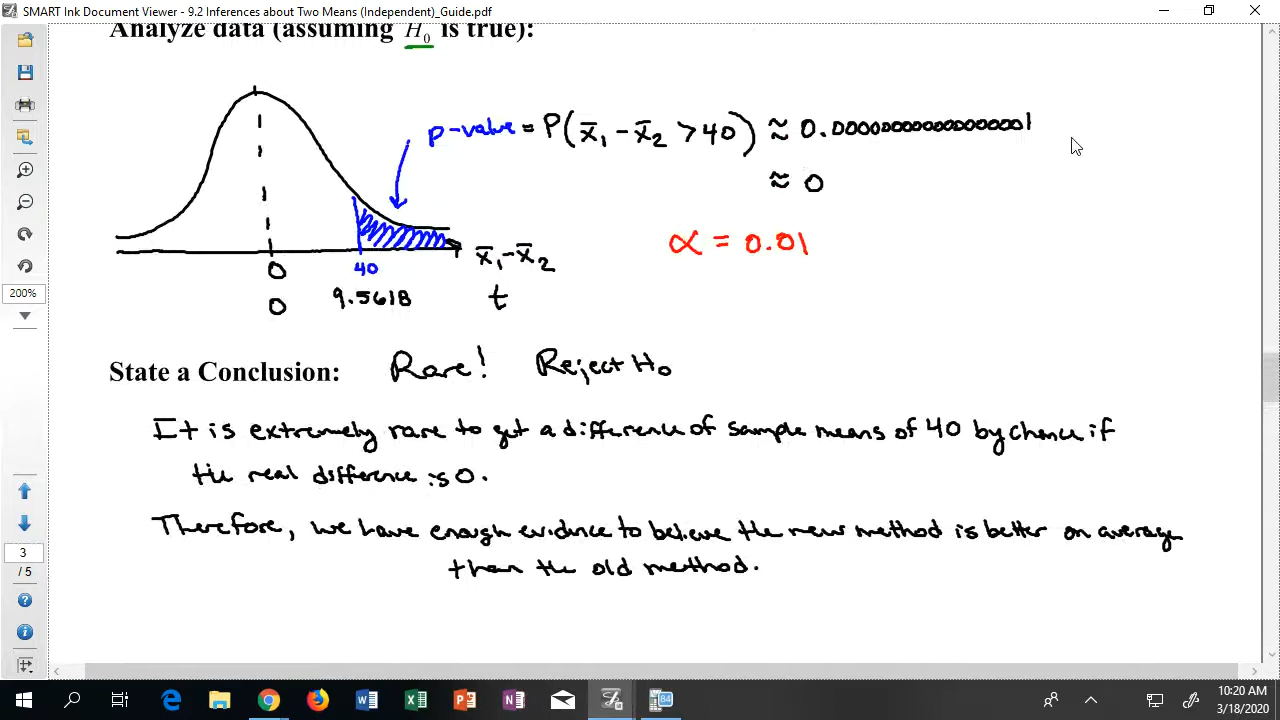 SMART Ink Document Viewer - 9.2 Inferences about Two Means (Independent)_Guide.pdf
Analyze data (assuming H₀ is true):
p-value = P(x̄₁ - x̄₂ > 40) ≈ 0.0000000000000001
≈ 0
α = 0.01
x̄₁-x̄₂
0 40
0 9.5618 t
200%
State a Conclusion: Rare! Reject H₀
It is extremely rare to get a difference of sample means of 40 by chance if
the real difference is 0.
Therefore, we have enough evidence to believe the new method is better on average
than the old method.
3
/ 5
10:20 AM
3/18/2020